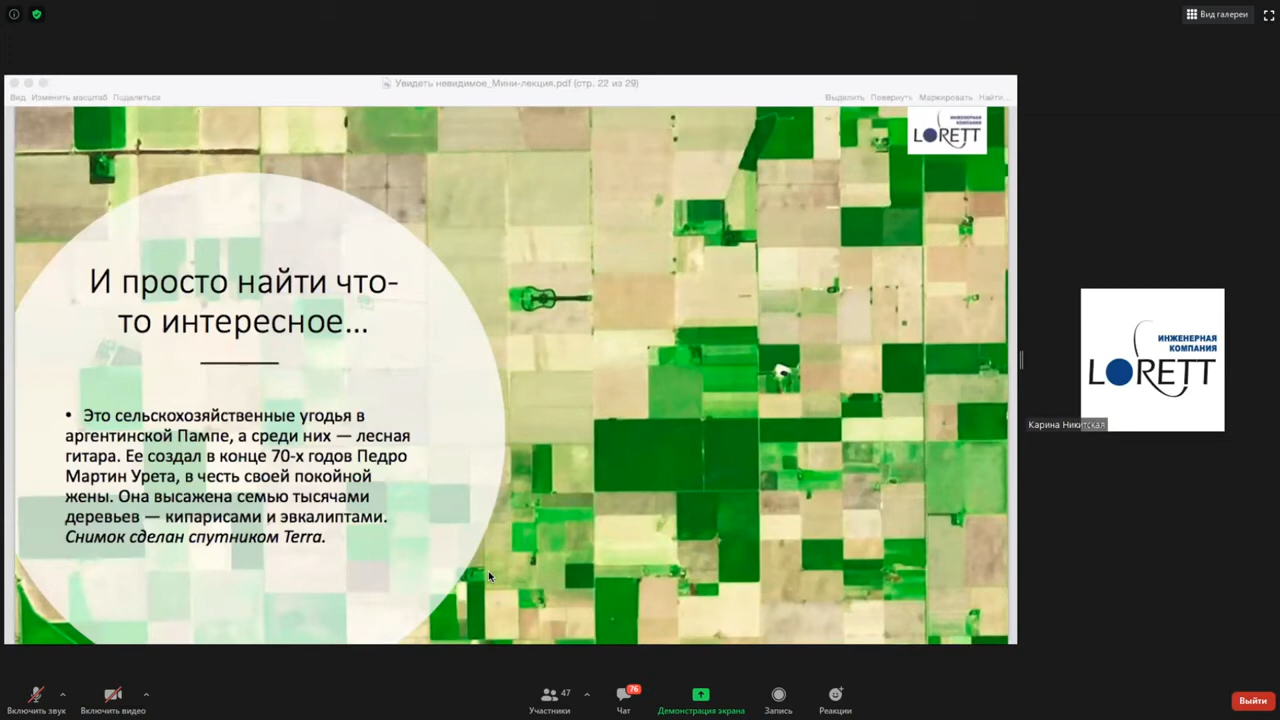 Вид галереи
Увидеть невидимое_Мини-лекция.pdf (стр. 22 из 29)
Вид Изменить масштаб Поделиться
Выделить Повернуть Маркировать Найти...
ИНЖЕНЕРНАЯ
КОМПАНИЯ
LORETT
И просто найти что-
то интересное...
• Это сельскохозяйственные угодья в
аргентинской Пампе, а среди них — лесная
гитара. Ее создал в конце 70-х годов Педро
Мартин Урета, в честь своей покойной
жены. Она высажена семью тысячами
деревьев — кипарисами и эвкалиптами.
Снимок сделан спутником Terra.
ИНЖЕНЕРНАЯ
КОМПАНИЯ
LORETT
Карина Никитская
Включить звук
Включить видео
47
Участники
76
Чат
Демонстрация экрана
Запись
Реакции
Выйти